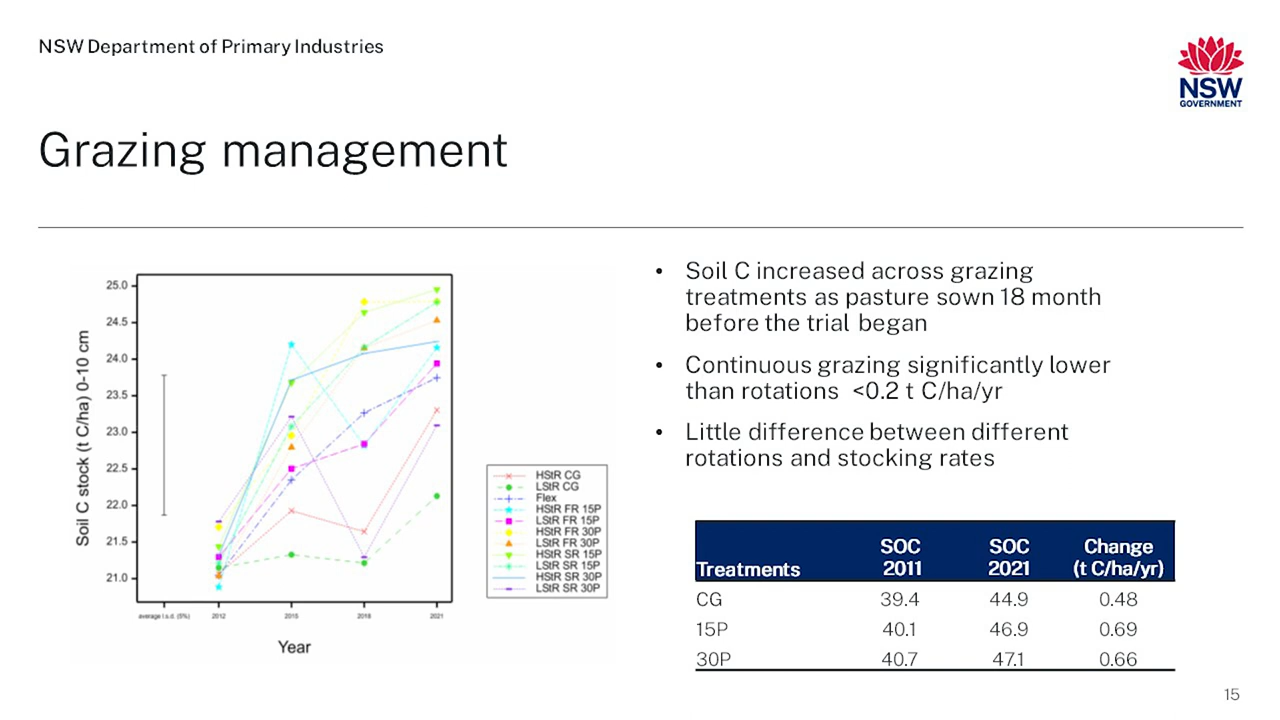 NSW Department of Primary Industries
NSW
GOVERNMENT
Grazing management
25.0
24.5
24.0
23.5
23.0
22.5
22.0
21.5
21.0
Soil C stock (t C/ha) 0-10 cm
average l.s.d. (5%) 2012 2015 2018 2021
Year
HStR CG
LStR CG
Flex
HStR FR 15P
LStR FR 15P
HStR FR 30P
LStR FR 30P
HStR SR 15P
LStR SR 15P
HStR SR 30P
LStR SR 30P
• Soil C increased across grazing
treatments as pasture sown 18 month
before the trial began
• Continuous grazing significantly lower
than rotations <0.2 t C/ha/yr
• Little difference between different
rotations and stocking rates
Treatments SOC 2011 SOC 2021 Change (t C/ha/yr)
CG 39.4 44.9 0.48
15P 40.1 46.9 0.69
30P 40.7 47.1 0.66
15